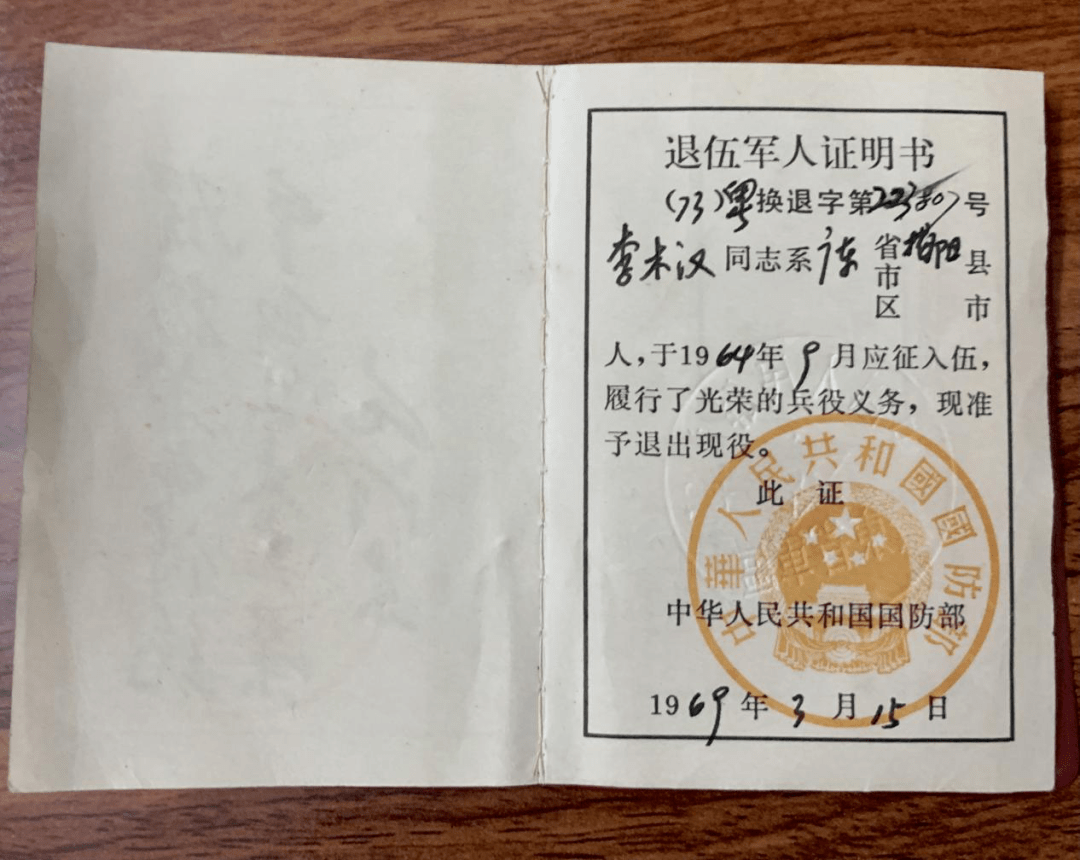 退伍军人证明书
(73)粤换退字第223807号
李木汉同志系广东省市区揭阳县市
人,于1964年9月应征入伍,
履行了光荣的兵役义务,现准
予退出现役。
此证
中華人民共和國國防部
中华人民共和国国防部
1969年3月15日